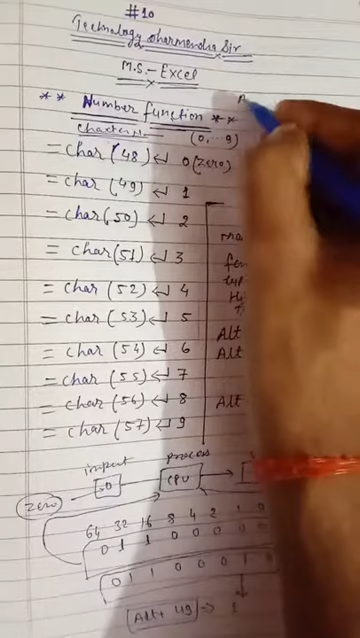 #10
Technology Dharmendra Sir
M.S.-Excel
** Number function **
(0,...9)
= char (48) ↵ 0 (zero)
= char (49) ↵ 1
= char (50) ↵ 2
= char (51) ↵ 3
= char (52) ↵ 4
= char (53) ↵ 5
= char (54) ↵ 6
= char (55) ↵ 7
= char (56) ↵ 8
= char (57) ↵ 9
Alt
Alt
Alt
process
zero
CPU
64 32 16 8 4 2 1 0
0 1 1 0 0 0 0
0 1 1 0 0 0 1
(Alt + 49) => 1